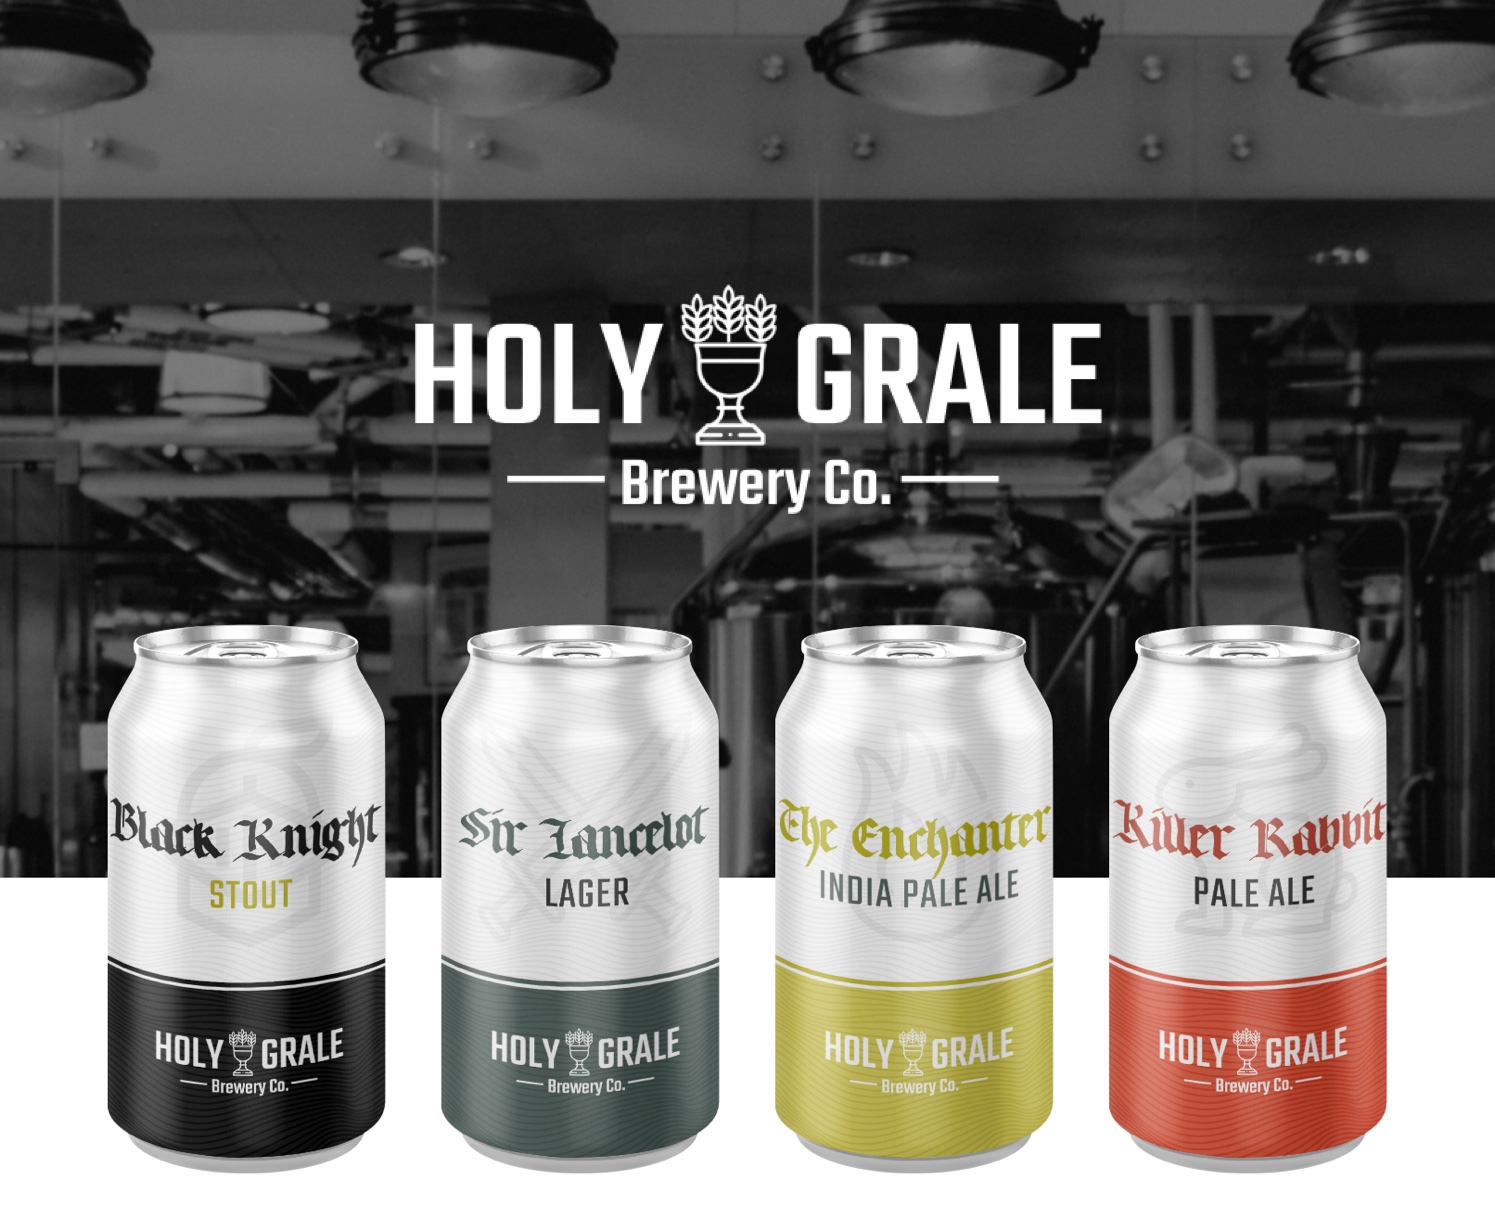 HOLY GRALE
Brewery Co.
Black Knight
STOUT
HOLY GRALE
Brewery Co.
Sir Lancelot
LAGER
HOLY GRALE
Brewery Co.
The Enchanter
INDIA PALE ALE
HOLY GRALE
Brewery Co.
Killer Rabbit
PALE ALE
HOLY GRALE
Brewery Co.